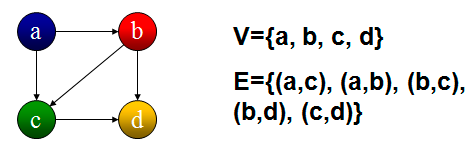 a b
c d
V={a, b, c, d}
E={(a,c), (a,b), (b,c),
(b,d), (c,d)}